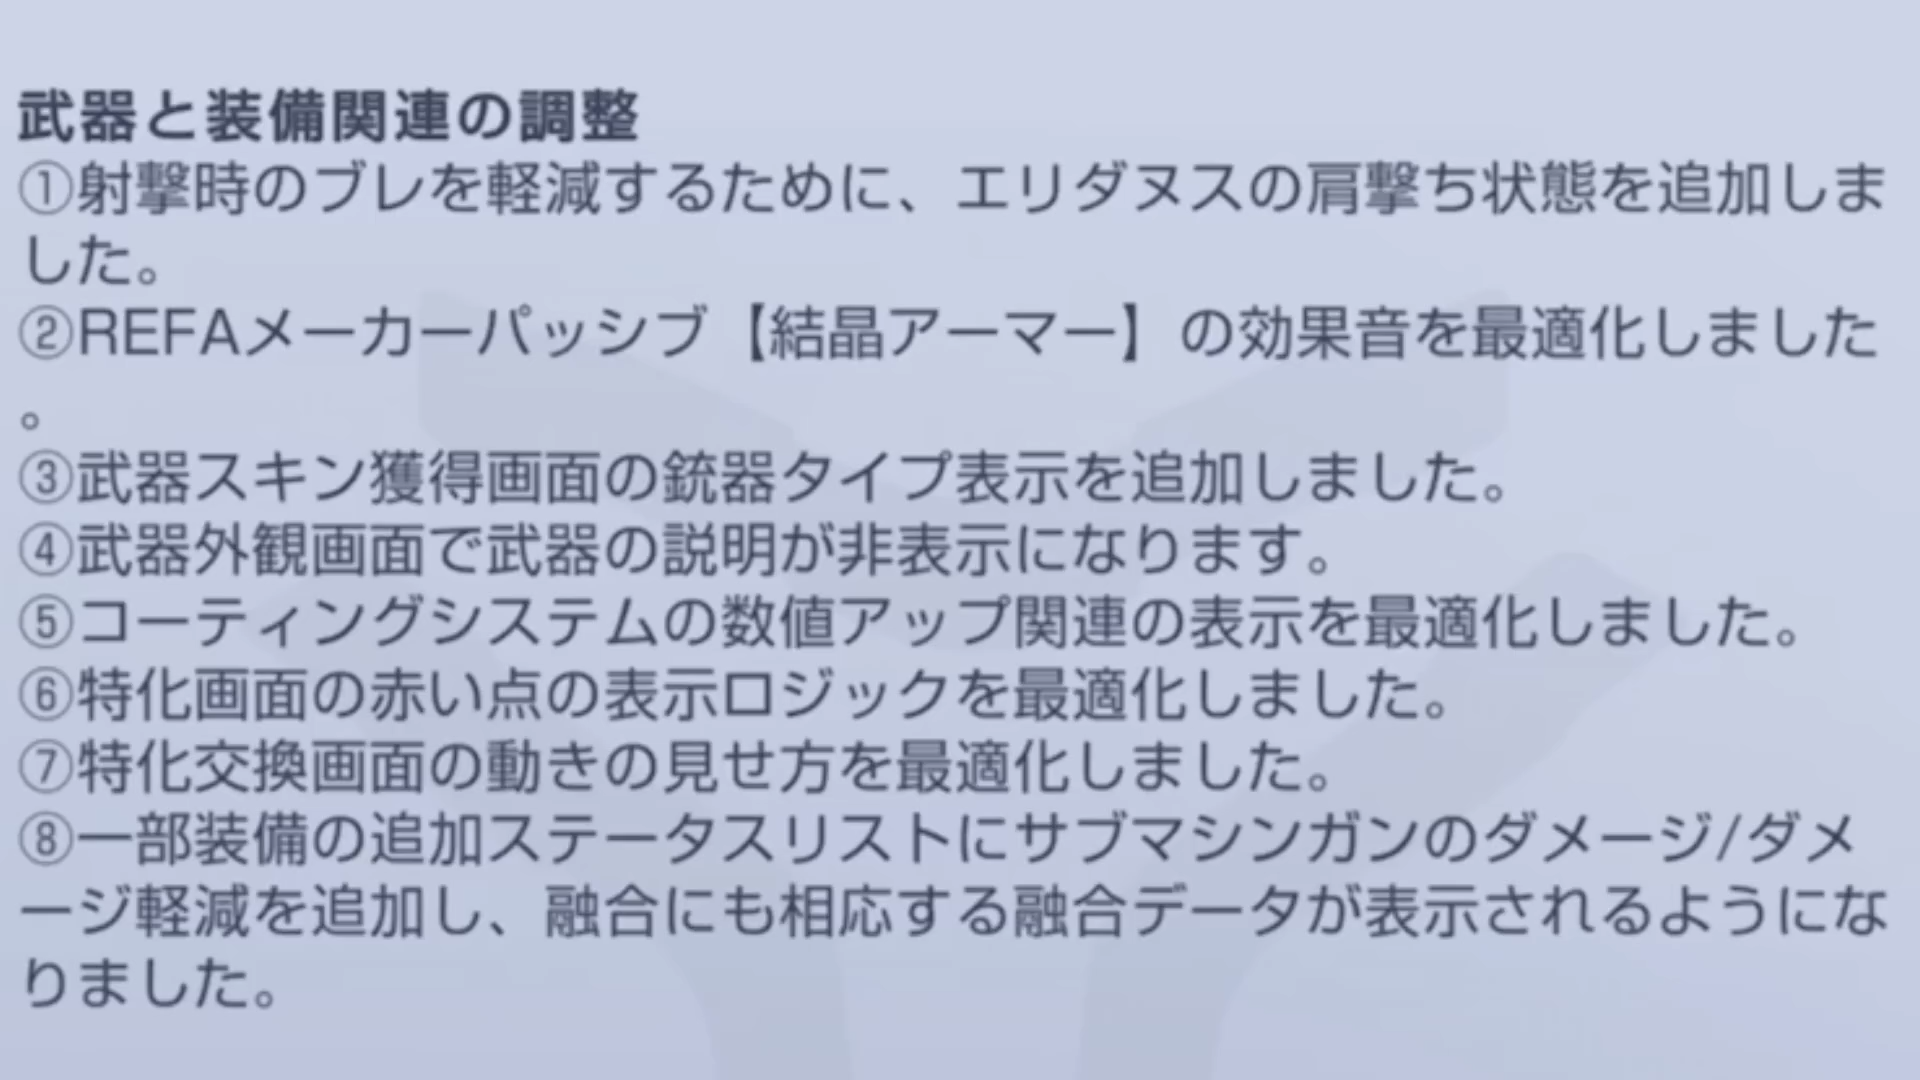 武器と装備関連の調整
①射撃時のブレを軽減するために、エリダヌスの肩撃ち状態を追加しま
した。
②REFAメーカーパッシブ【結晶アーマー】の効果音を最適化しました
。
③武器スキン獲得画面の銃器タイプ表示を追加しました。
④武器外観画面で武器の説明が非表示になります。
⑤コーティングシステムの数値アップ関連の表示を最適化しました。
⑥特化画面の赤い点の表示ロジックを最適化しました。
⑦特化交換画面の動きの見せ方を最適化しました。
⑧一部装備の追加ステータスリストにサブマシンガンのダメージ/ダメ
ージ軽減を追加し、融合にも相応する融合データが表示されるようにな
りました。